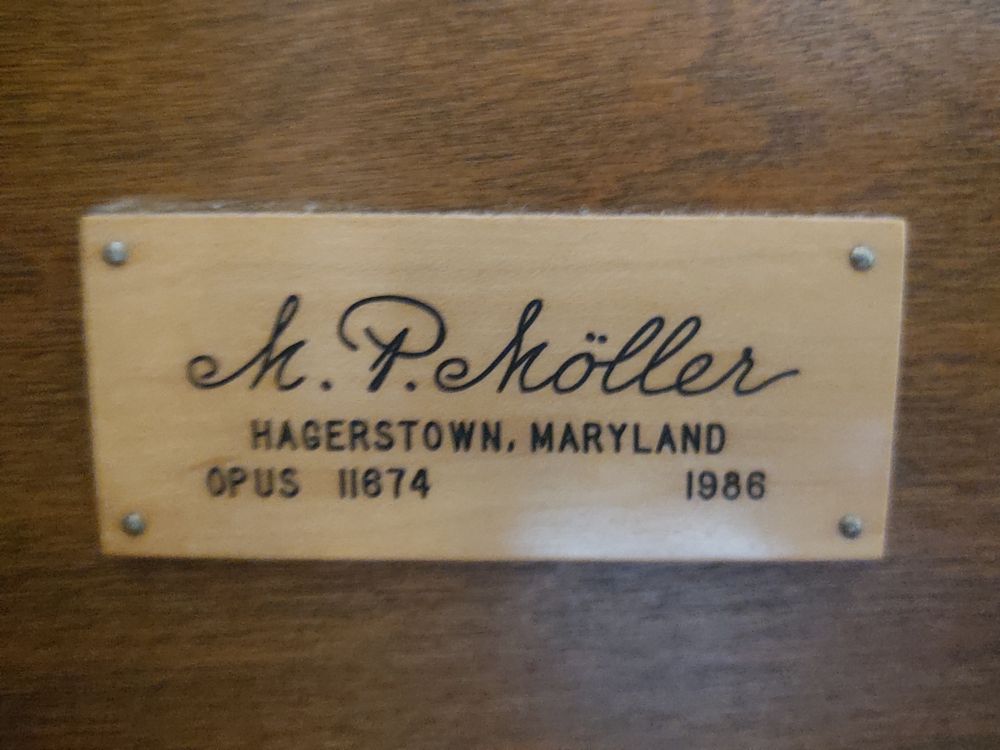 M. P. Möller
HAGERSTOWN, MARYLAND
OPUS 11674 1986